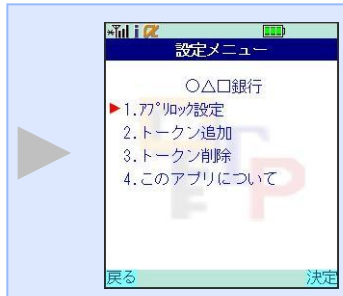 設定メニュー
○△□銀行
1.ｱﾌﾟﾘﾛｯｸ設定
2.トークン追加
3.トークン削除
4.このアプリについて
戻る 決定